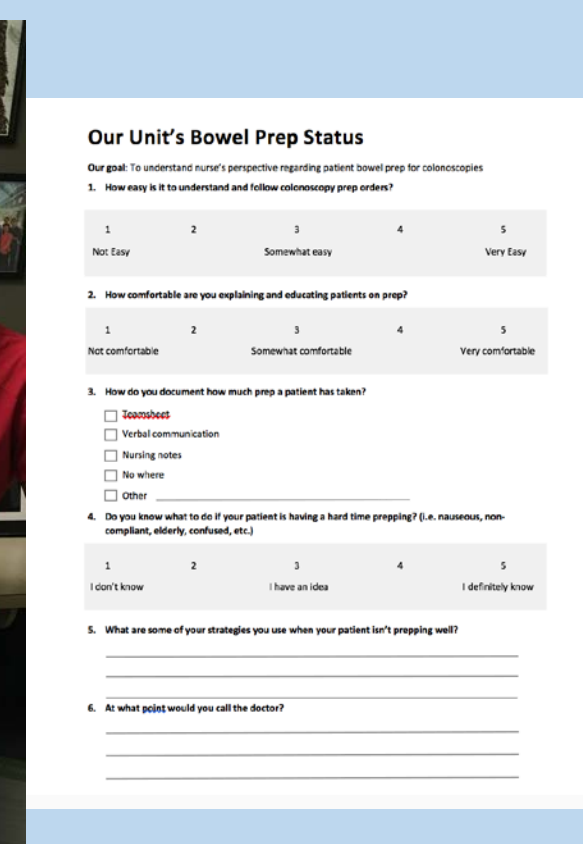 Our Unit's Bowel Prep Status
Our goal: To understand nurse's perspective regarding patient bowel prep for colonoscopies
1. How easy is it to understand and follow colonoscopy prep orders?
1 2 3 4 5
Not Easy Somewhat easy Very Easy
2. How comfortable are you explaining and educating patients on prep?
1 2 3 4 5
Not comfortable Somewhat comfortable Very comfortable
3. How do you document how much prep a patient has taken?
Teamsheet
Verbal communication
Nursing notes
No where
Other
4. Do you know what to do if your patient is having a hard time prepping? (i.e. nauseous, non-
compliant, elderly, confused, etc.)
1 2 3 4 5
I don't know I have an idea I definitely know
5. What are some of your strategies you use when your patient isn't prepping well?
6. At what point would you call the doctor?